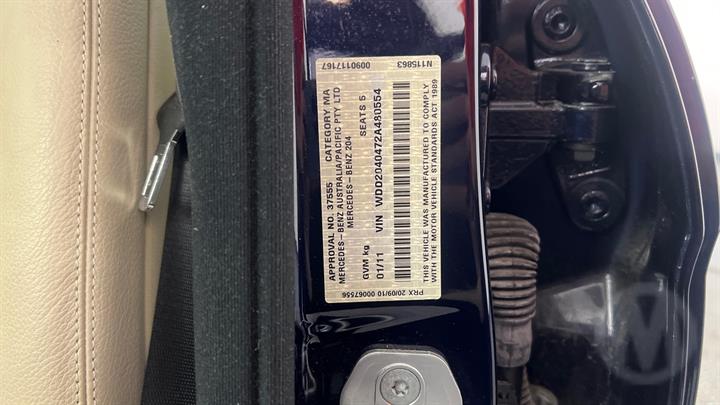 APPROVAL NO. 37555 CATEGORY MA
MERCEDES-BENZ AUSTRALIA/PACIFIC PTY LTD
MERCEDES-BENZ 204
GVM kg SEATS 5
01/11 VIN WDD2040472A480554
THIS VEHICLE WAS MANUFACTURED TO COMPLY
WITH THE MOTOR VEHICLE STANDARDS ACT 1989
PRX 20/09/10 00067556
0090117167 N115863